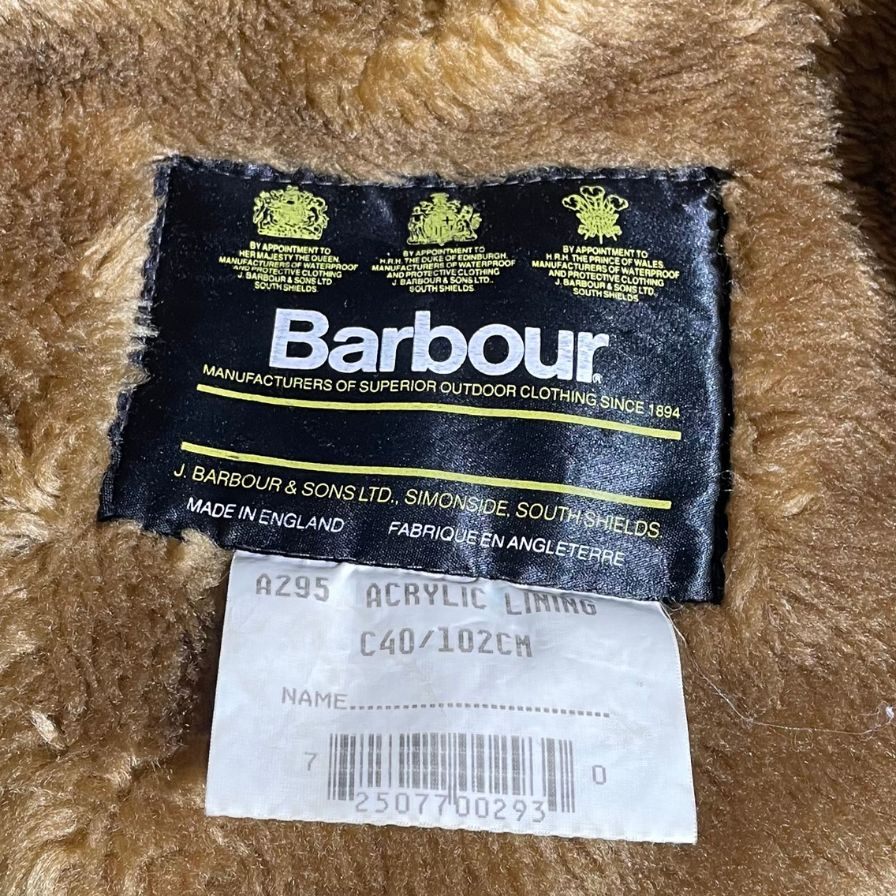 BY APPOINTMENT TO
HER MAJESTY THE QUEEN.
MANUFACTURERS OF WATERPROOF
AND PROTECTIVE CLOTHING
J. BARBOUR & SONS LTD.,
SOUTH SHIELDS.
BY APPOINTMENT TO
H.R.H. THE DUKE OF EDINBURGH.
MANUFACTURERS OF WATERPROOF
AND PROTECTIVE CLOTHING
J. BARBOUR & SONS LTD.,
SOUTH SHIELDS.
BY APPOINTMENT TO
H.R.H. THE PRINCE OF WALES.
MANUFACTURERS OF WATERPROOF
AND PROTECTIVE CLOTHING
J. BARBOUR & SONS LTD.,
SOUTH SHIELDS.
Barbour
MANUFACTURERS OF SUPERIOR OUTDOOR CLOTHING SINCE 1894
J. BARBOUR & SONS LTD., SIMONSIDE, SOUTH SHIELDS.
MADE IN ENGLAND FABRIQUE EN ANGLETERRE
A295 ACRYLIC LINING
C40/102CM
NAME..............................
7 2507700293 0